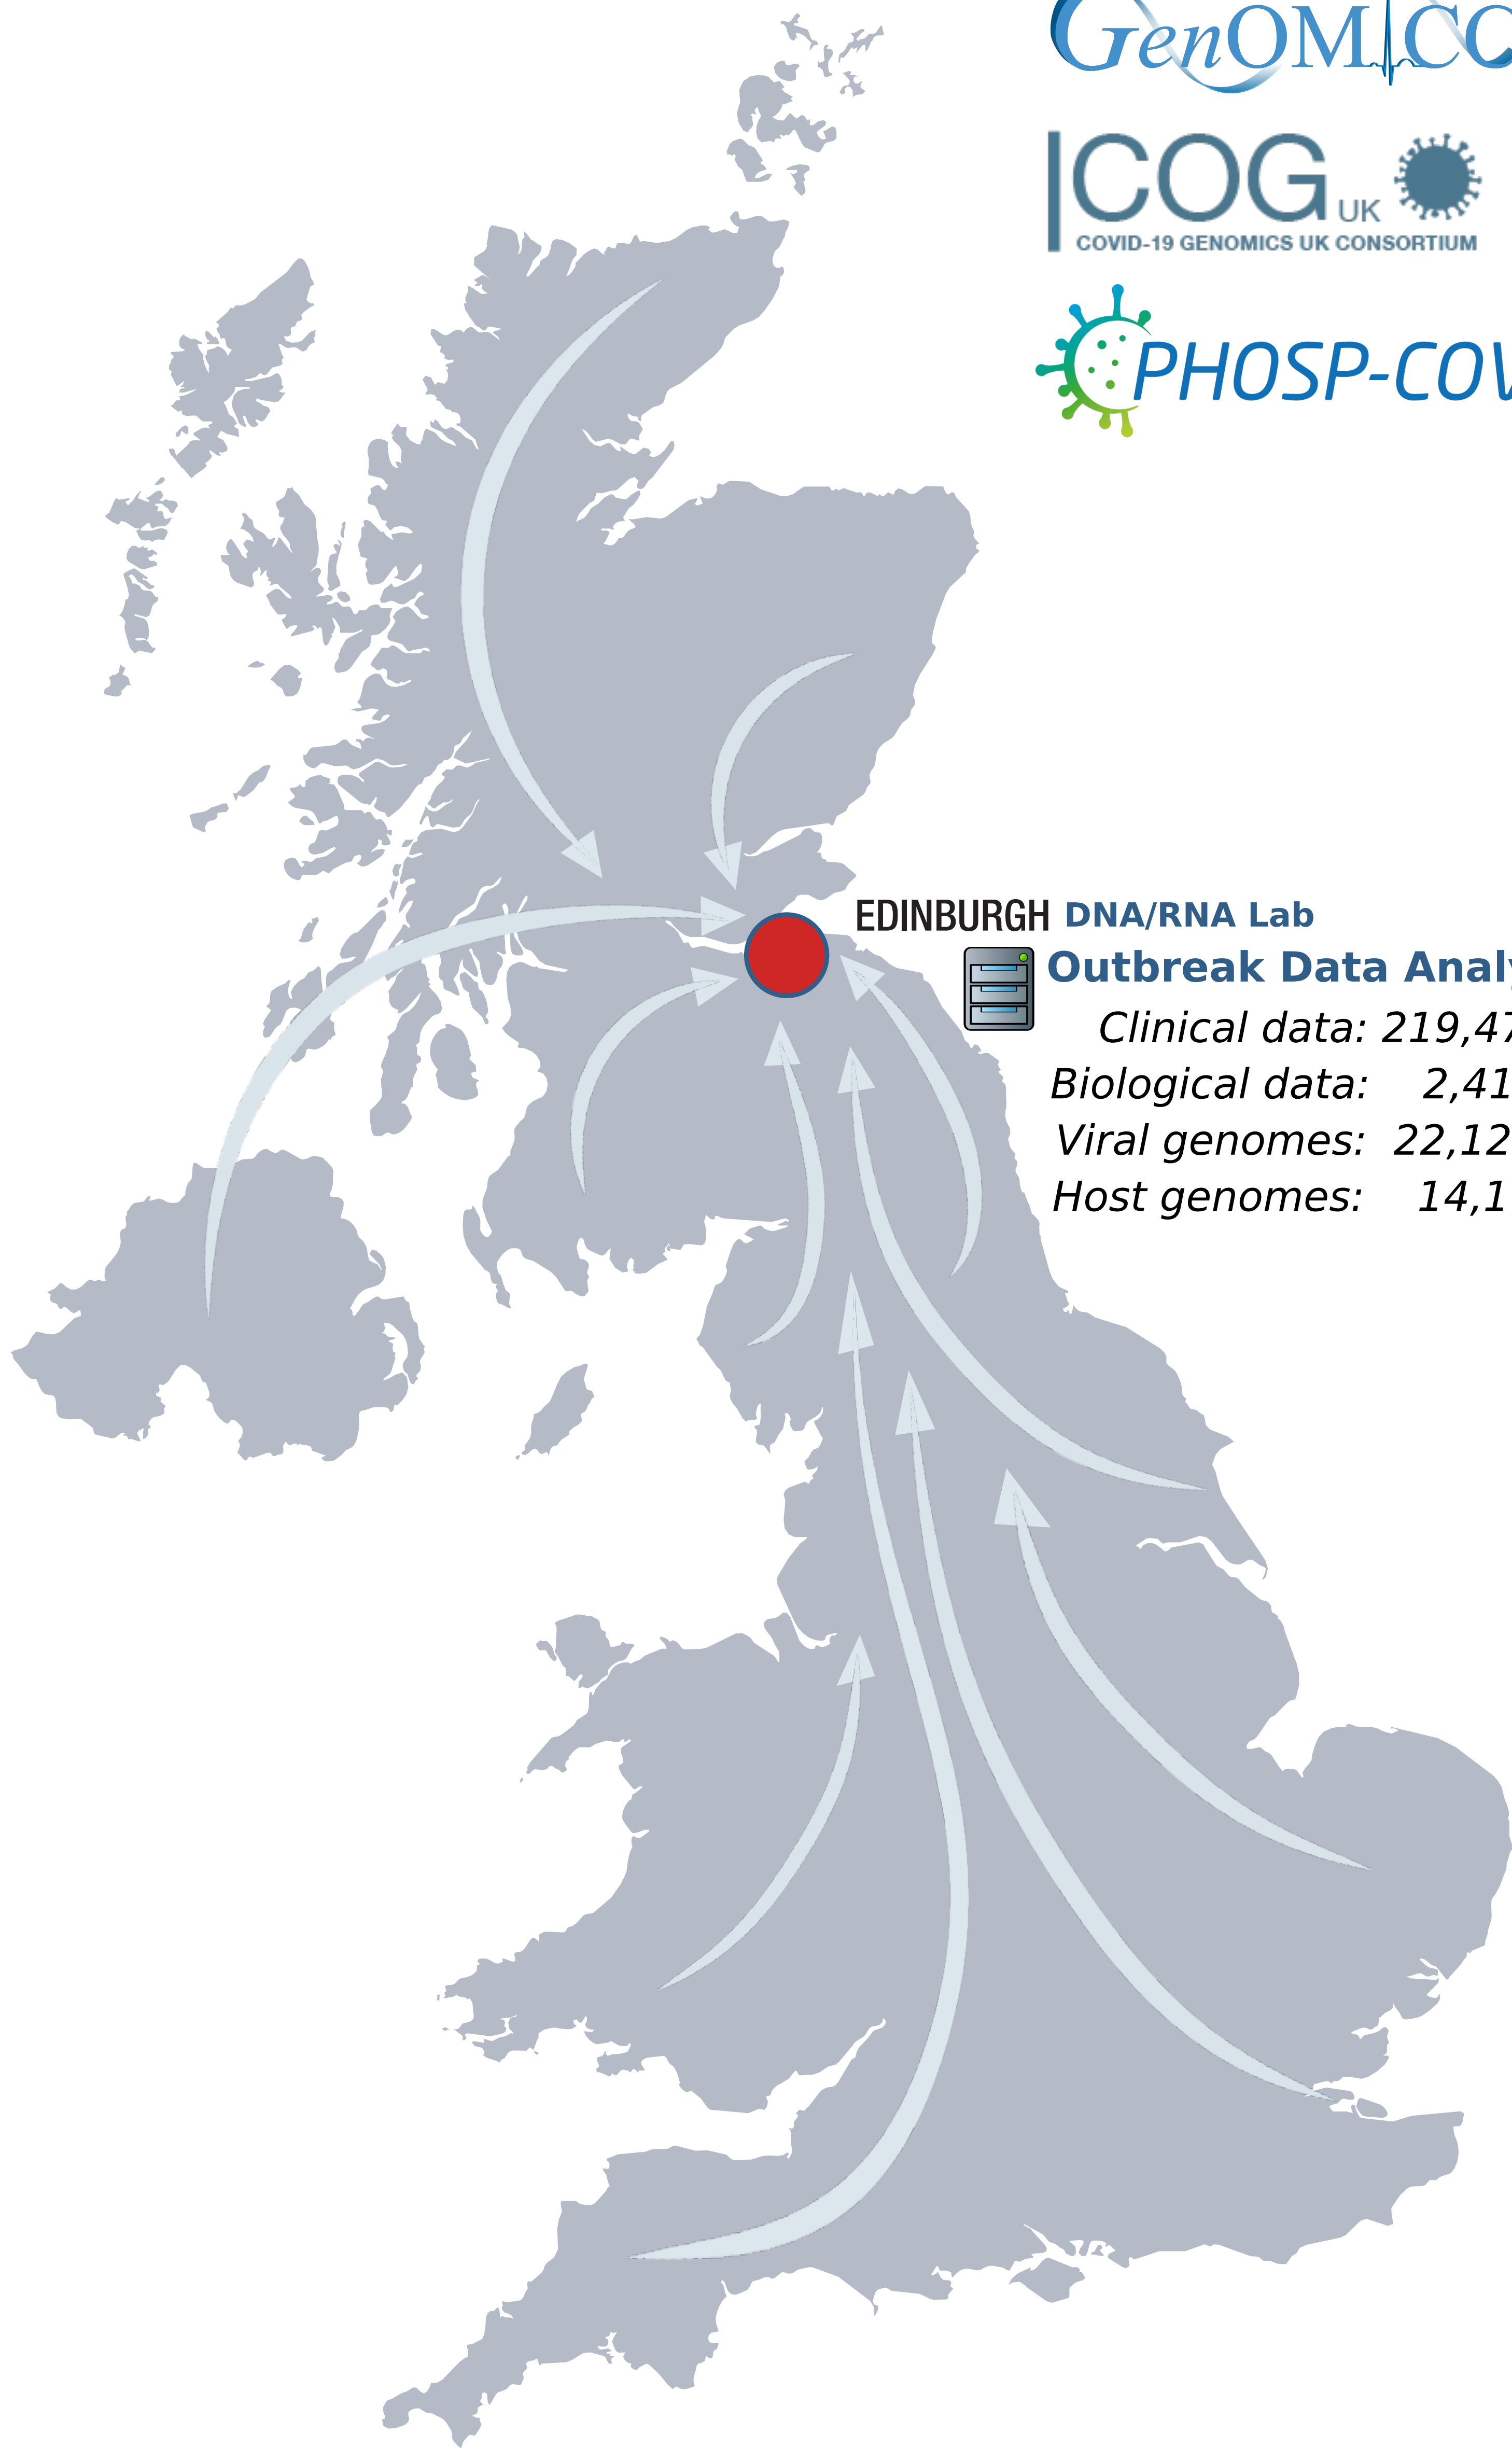 GenOMICC
COG UK
COVID-19 GENOMICS UK CONSORTIUM
PHOSP-COV
EDINBURGH DNA/RNA Lab
Outbreak Data Analy
Clinical data: 219,47
Biological data: 2,41
Viral genomes: 22,12
Host genomes: 14,1